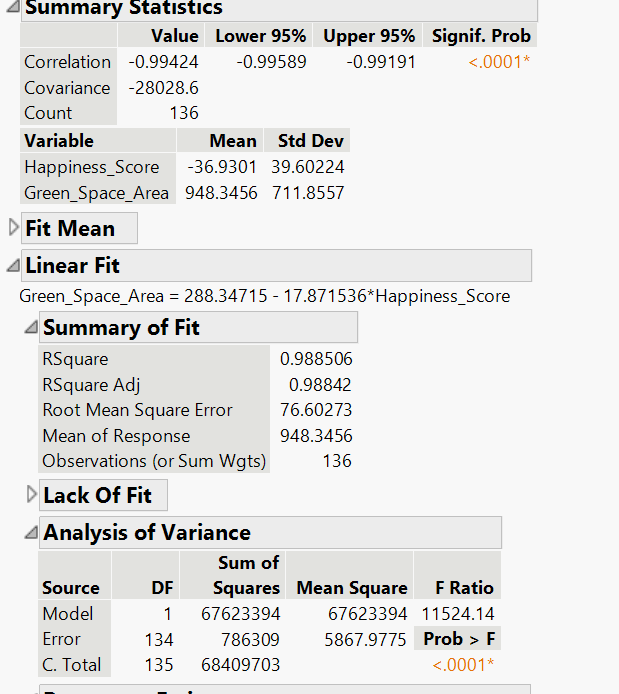 Summary Statistics
Value Lower 95% Upper 95% Signif. Prob
Correlation -0.99424 -0.99589 -0.99191 <.0001*
Covariance -28028.6
Count 136
Variable Mean Std Dev
Happiness_Score -36.9301 39.60224
Green_Space_Area 948.3456 711.8557
Fit Mean
Linear Fit
Green_Space_Area = 288.34715 - 17.871536*Happiness_Score
Summary of Fit
RSquare 0.988506
RSquare Adj 0.98842
Root Mean Square Error 76.60273
Mean of Response 948.3456
Observations (or Sum Wgts) 136
Lack Of Fit
Analysis of Variance
Sum of
Source DF Squares Mean Square F Ratio
Model 1 67623394 67623394 11524.14
Error 134 786309 5867.9775 Prob > F
C. Total 135 68409703 <.0001*